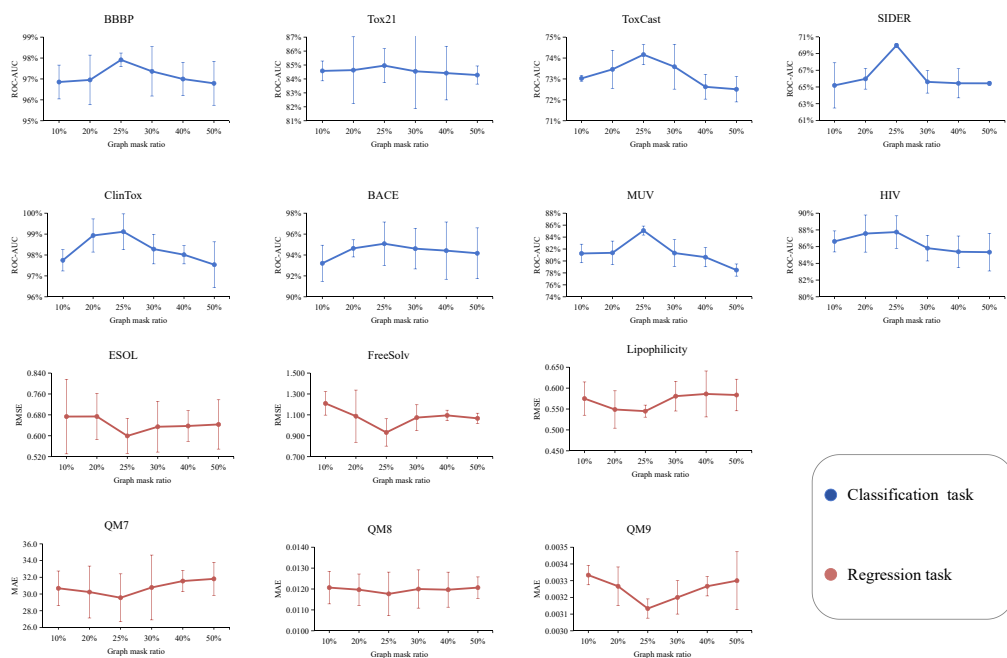 BBBP
ROC-AUC
99%
98%
97%
96%
95%
10% 20% 25% 30% 40% 50%
Graph mask ratio
Tox21
ROC-AUC
87%
86%
85%
84%
83%
82%
81%
10% 20% 25% 30% 40% 50%
Graph mask ratio
ToxCast
ROC-AUC
75%
74%
73%
72%
71%
10% 20% 25% 30% 40% 50%
Graph mask ratio
SIDER
ROC-AUC
71%
69%
67%
65%
63%
61%
10% 20% 25% 30% 40% 50%
Graph mask ratio
ClinTox
ROC-AUC
100%
99%
98%
97%
96%
10% 20% 25% 30% 40% 50%
Graph mask ratio
BACE
ROC-AUC
98%
96%
94%
92%
90%
10% 20% 25% 30% 40% 50%
Graph mask ratio
MUV
ROC-AUC
88%
86%
84%
82%
80%
78%
76%
74%
10% 20% 25% 30% 40% 50%
Graph mask ratio
HIV
ROC-AUC
90%
88%
86%
84%
82%
80%
10% 20% 25% 30% 40% 50%
Graph mask ratio
ESOL
RMSE
0.840
0.760
0.680
0.600
0.520
10% 20% 25% 30% 40% 50%
Graph mask ratio
FreeSolv
RMSE
1.500
1.300
1.100
0.900
0.700
10% 20% 25% 30% 40% 50%
Graph mask ratio
Lipophilicity
RMSE
0.650
0.600
0.550
0.500
0.450
10% 20% 25% 30% 40% 50%
Graph mask ratio
QM7
MAE
36.0
34.0
32.0
30.0
28.0
26.0
10% 20% 25% 30% 40% 50%
Graph mask ratio
QM8
MAE
0.0140
0.0130
0.0120
0.0110
0.0100
10% 20% 25% 30% 40% 50%
Graph mask ratio
QM9
MAE
0.0035
0.0034
0.0033
0.0032
0.0031
0.0030
10% 20% 25% 30% 40% 50%
Graph mask ratio
Classification task
Regression task